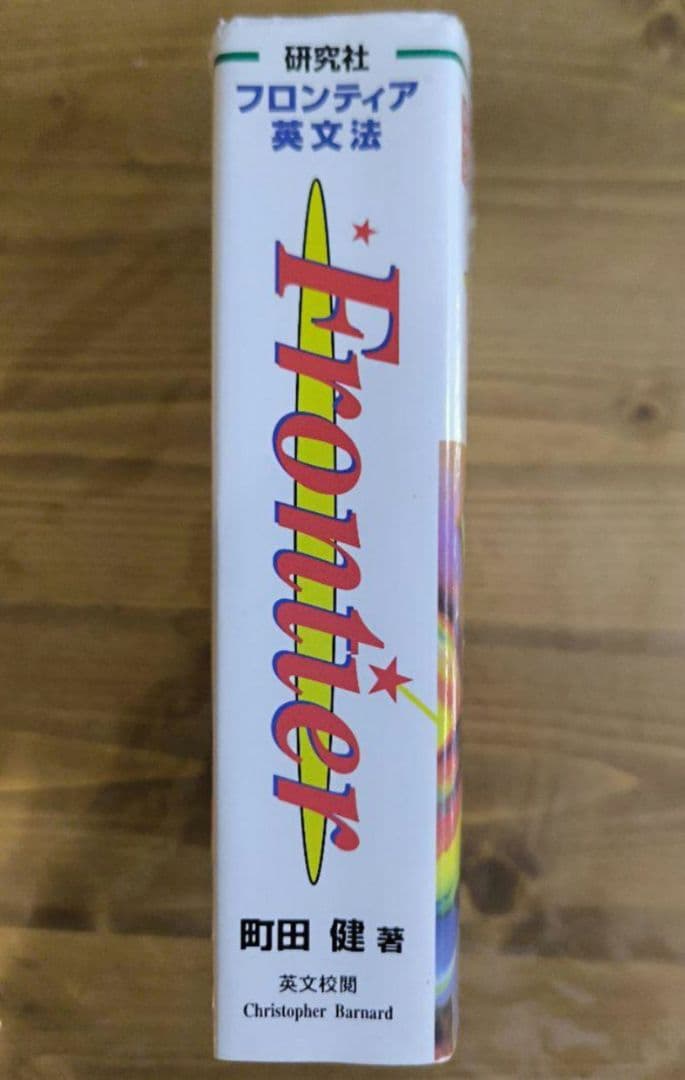 研究社
フロンティア
英文法
Frontier
町田 健 著
英文校閲
Christopher Barnard